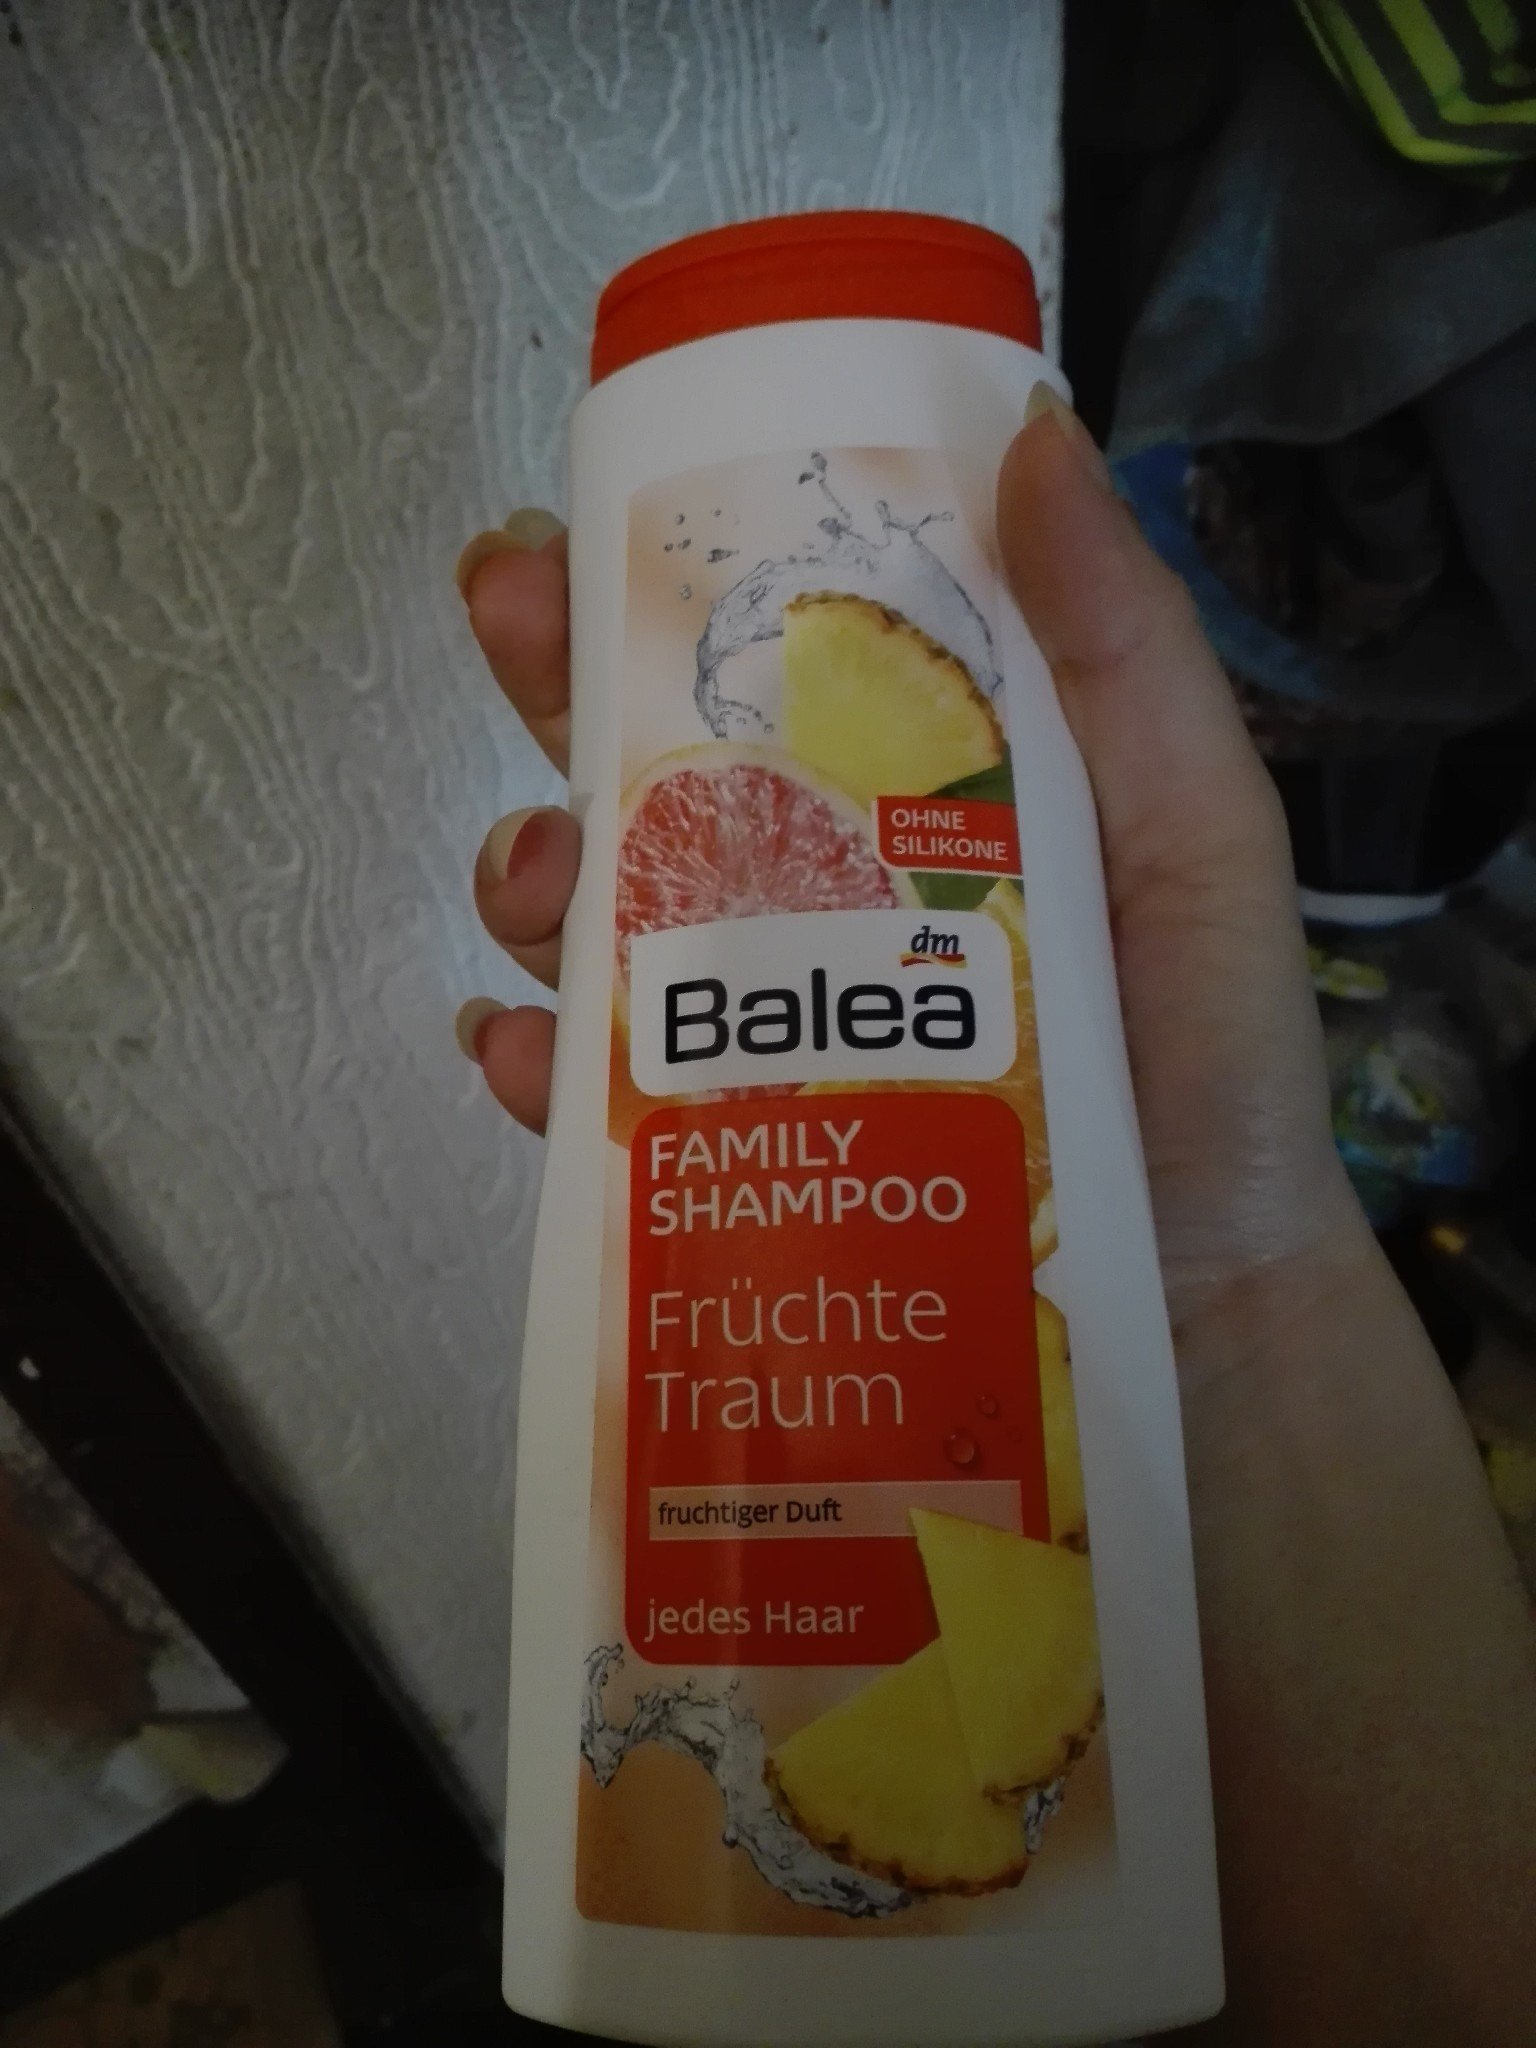 OHNE
SILIKONE
dm
Balea
FAMILY
SHAMPOO
Früchte
Traum
fruchtiger Duft
jedes Haar